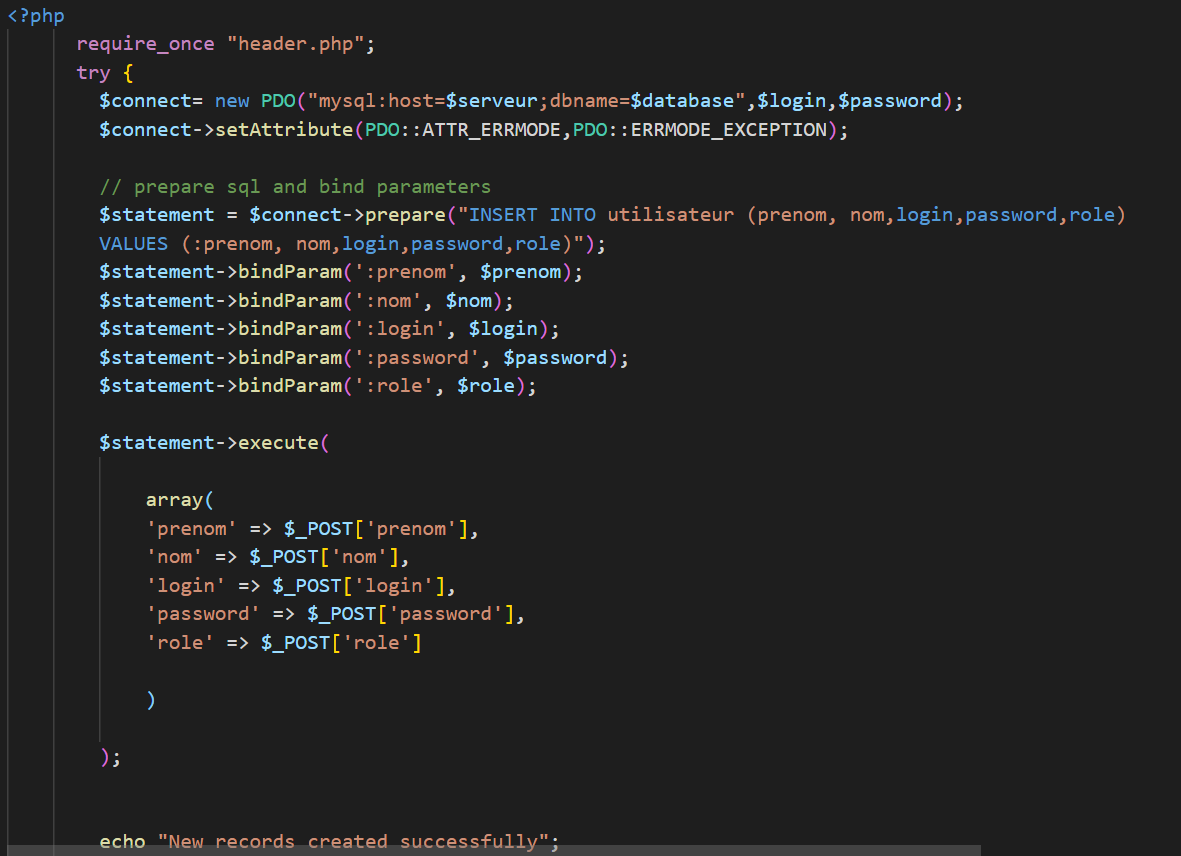 <?php
require_once "header.php";
try {
$connect= new PDO("mysql:host=$serveur;dbname=$database",$login,$password);
$connect->setAttribute(PDO::ATTR_ERRMODE,PDO::ERRMODE_EXCEPTION);
// prepare sql and bind parameters
$statement = $connect->prepare("INSERT INTO utilisateur (prenom, nom,login,password,role)
VALUES (:prenom, nom,login,password,role)");
$statement->bindParam(':prenom', $prenom);
$statement->bindParam(':nom', $nom);
$statement->bindParam(':login', $login);
$statement->bindParam(':password', $password);
$statement->bindParam(':role', $role);
$statement->execute(
array(
'prenom' => $_POST['prenom'],
'nom' => $_POST['nom'],
'login' => $_POST['login'],
'password' => $_POST['password'],
'role' => $_POST['role']
)
);
echo "New records created successfully";